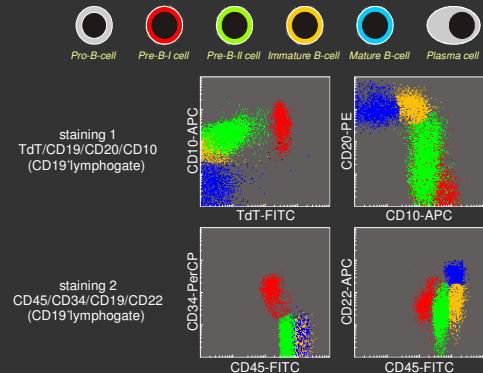 Pro-B-cell Pre-B-I cell Pre-B-II cell Immature B-cell Mature B-cell Plasma cell
staining 1
TdT/CD19/CD20/CD10
(CD19⁺lymphogate)
CD10-APC
TdT-FITC
CD20-PE
CD10-APC
staining 2
CD45/CD34/CD19/CD22
(CD19⁺lymphogate)
CD34-PerCP
CD45-FITC
CD22-APC
CD45-FITC